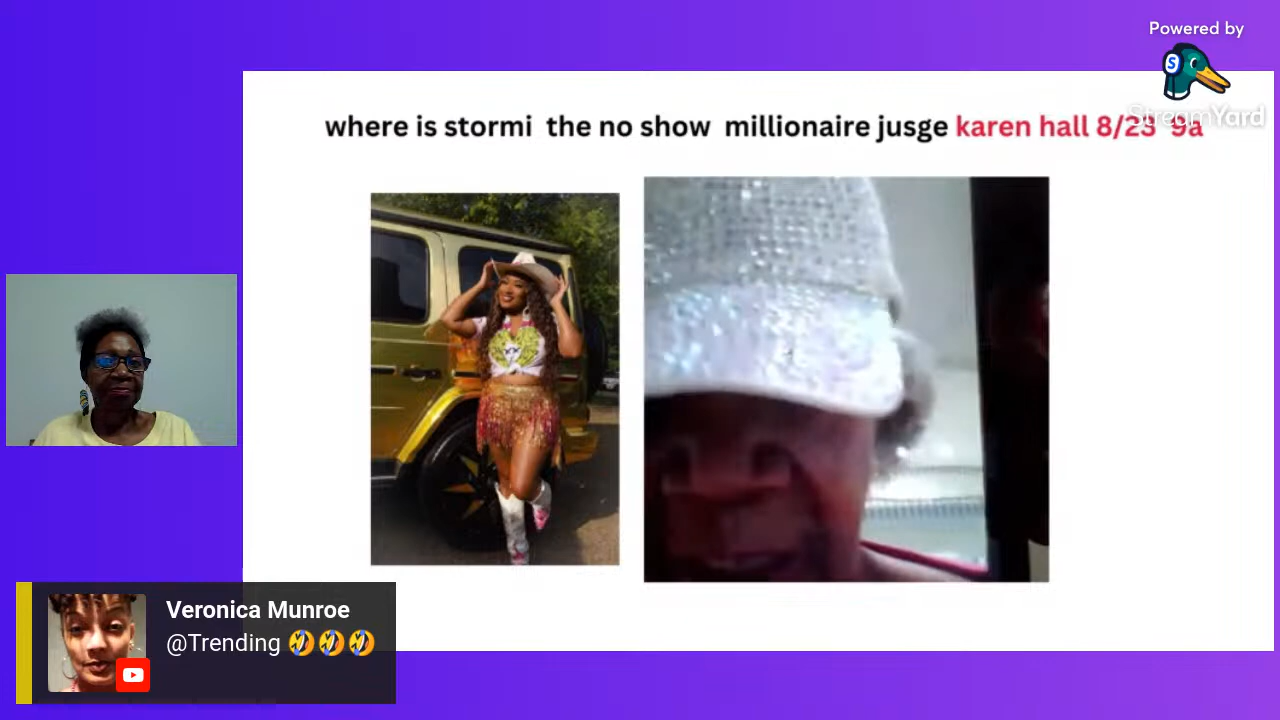 Powered by
StreamYard
where is stormi the no show millionaire jusge karen hall 8/23 9a
Veronica Munroe
@Trending 🤣🤣🤣